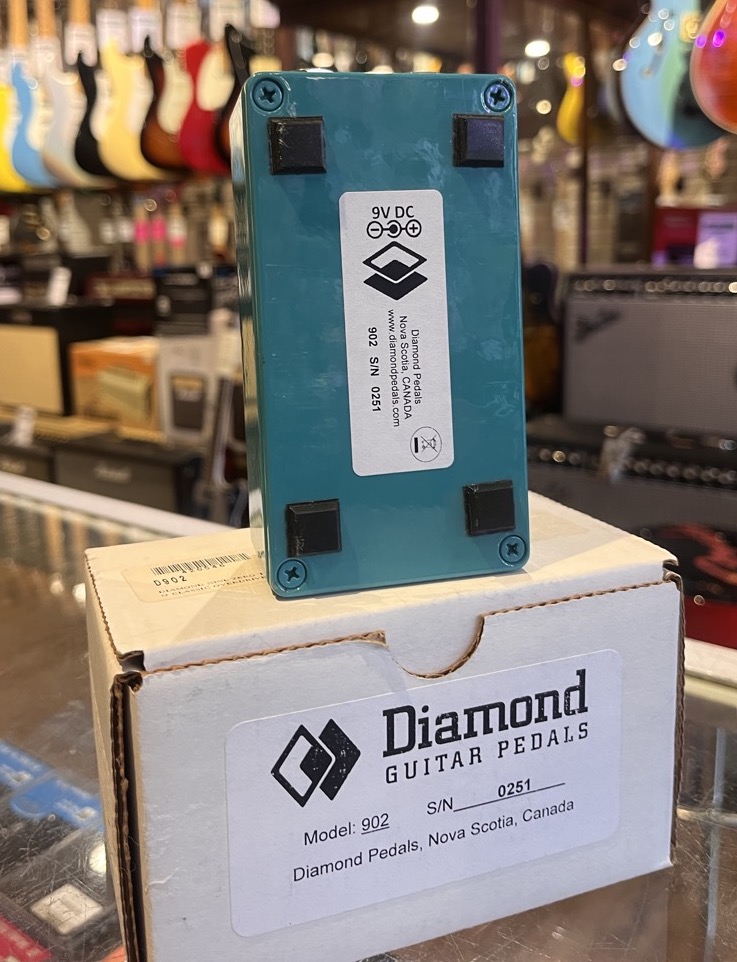 9V DC
Diamond Pedals
Nova Scotia, CANADA
www.diamondpedals.com
902 S/N 0251
D902
Diamond
GUITAR PEDALS
Model: 902 S/N 0251
Diamond Pedals, Nova Scotia, Canada